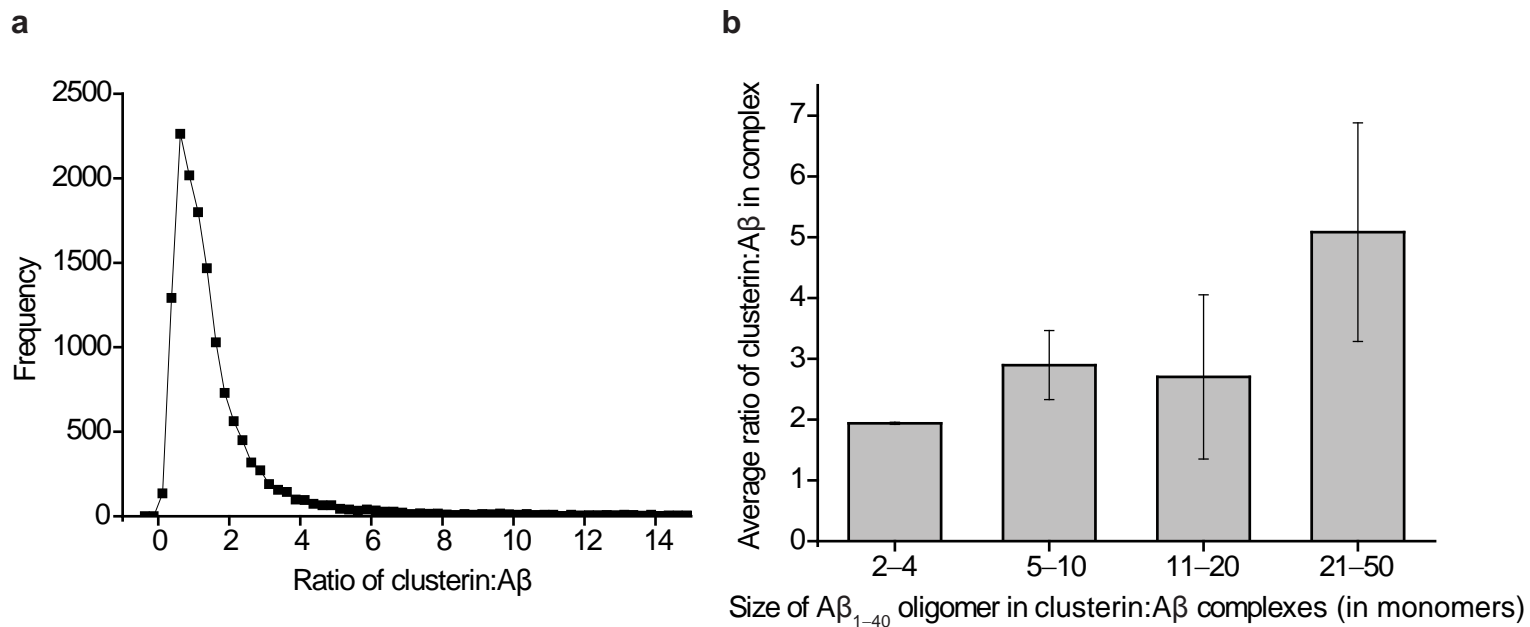 a
2500
2000
1500
1000
500
0
Frequency
0 2 4 6 8 10 12 14
Ratio of clusterin:Aβ
b
7
6
5
4
3
2
1
0
Average ratio of clusterin:Aβ in complex
2–4 5–10 11–20 21–50
Size of Aβ1–40 oligomer in clusterin:Aβ complexes (in monomers)